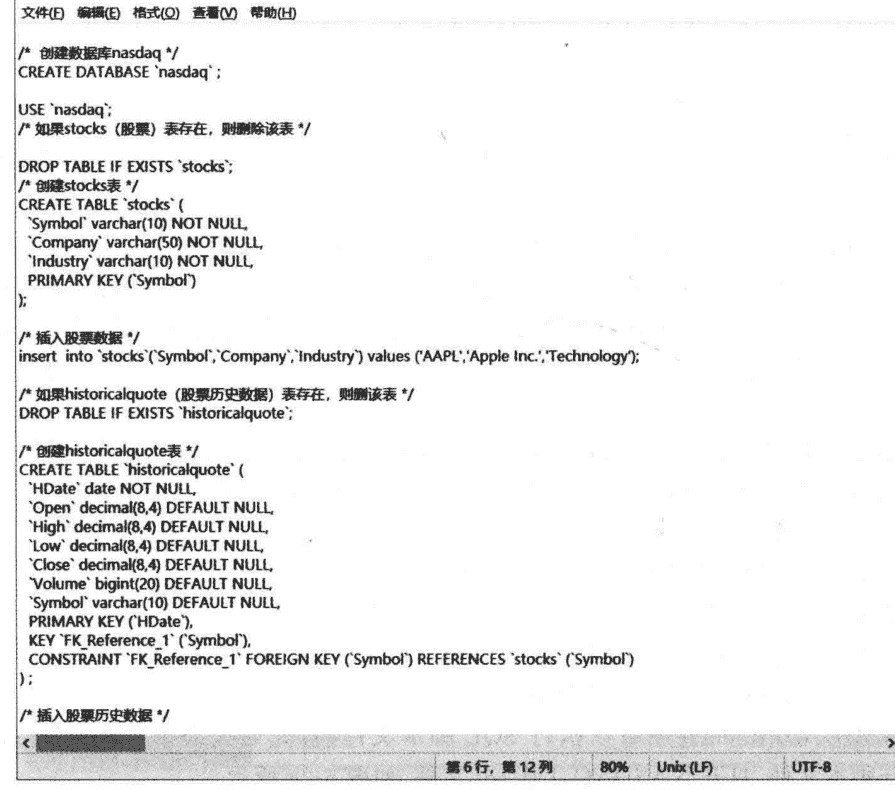 文件(F) 编辑(E) 格式(O) 查看(V) 帮助(H)
/* 创建数据库nasdaq */
CREATE DATABASE `nasdaq` ;
USE `nasdaq`;
/* 如果stocks（股票）表存在，则删除该表 */
DROP TABLE IF EXISTS `stocks`;
/* 创建stocks表 */
CREATE TABLE `stocks` (
`Symbol` varchar(10) NOT NULL,
`Company` varchar(50) NOT NULL,
`Industry` varchar(10) NOT NULL,
PRIMARY KEY (`Symbol`)
);
/* 插入股票数据 */
insert into `stocks`(`Symbol`,`Company`,`Industry`) values ('AAPL','Apple Inc.','Technology');
/* 如果historicalquote（股票历史数据）表存在，则删该表 */
DROP TABLE IF EXISTS `historicalquote`;
/* 创建historicalquote表 */
CREATE TABLE `historicalquote` (
`HDate` date NOT NULL,
`Open` decimal(8,4) DEFAULT NULL,
`High` decimal(8,4) DEFAULT NULL,
`Low` decimal(8,4) DEFAULT NULL,
`Close` decimal(8,4) DEFAULT NULL,
`Volume` bigint(20) DEFAULT NULL,
`Symbol` varchar(10) DEFAULT NULL,
PRIMARY KEY (`HDate`),
KEY `FK_Reference_1` (`Symbol`),
CONSTRAINT `FK_Reference_1` FOREIGN KEY (`Symbol`) REFERENCES `stocks` (`Symbol`)
) ;
/* 插入股票历史数据 */
第 6 行，第 12 列 80% Unix (LF) UTF-8